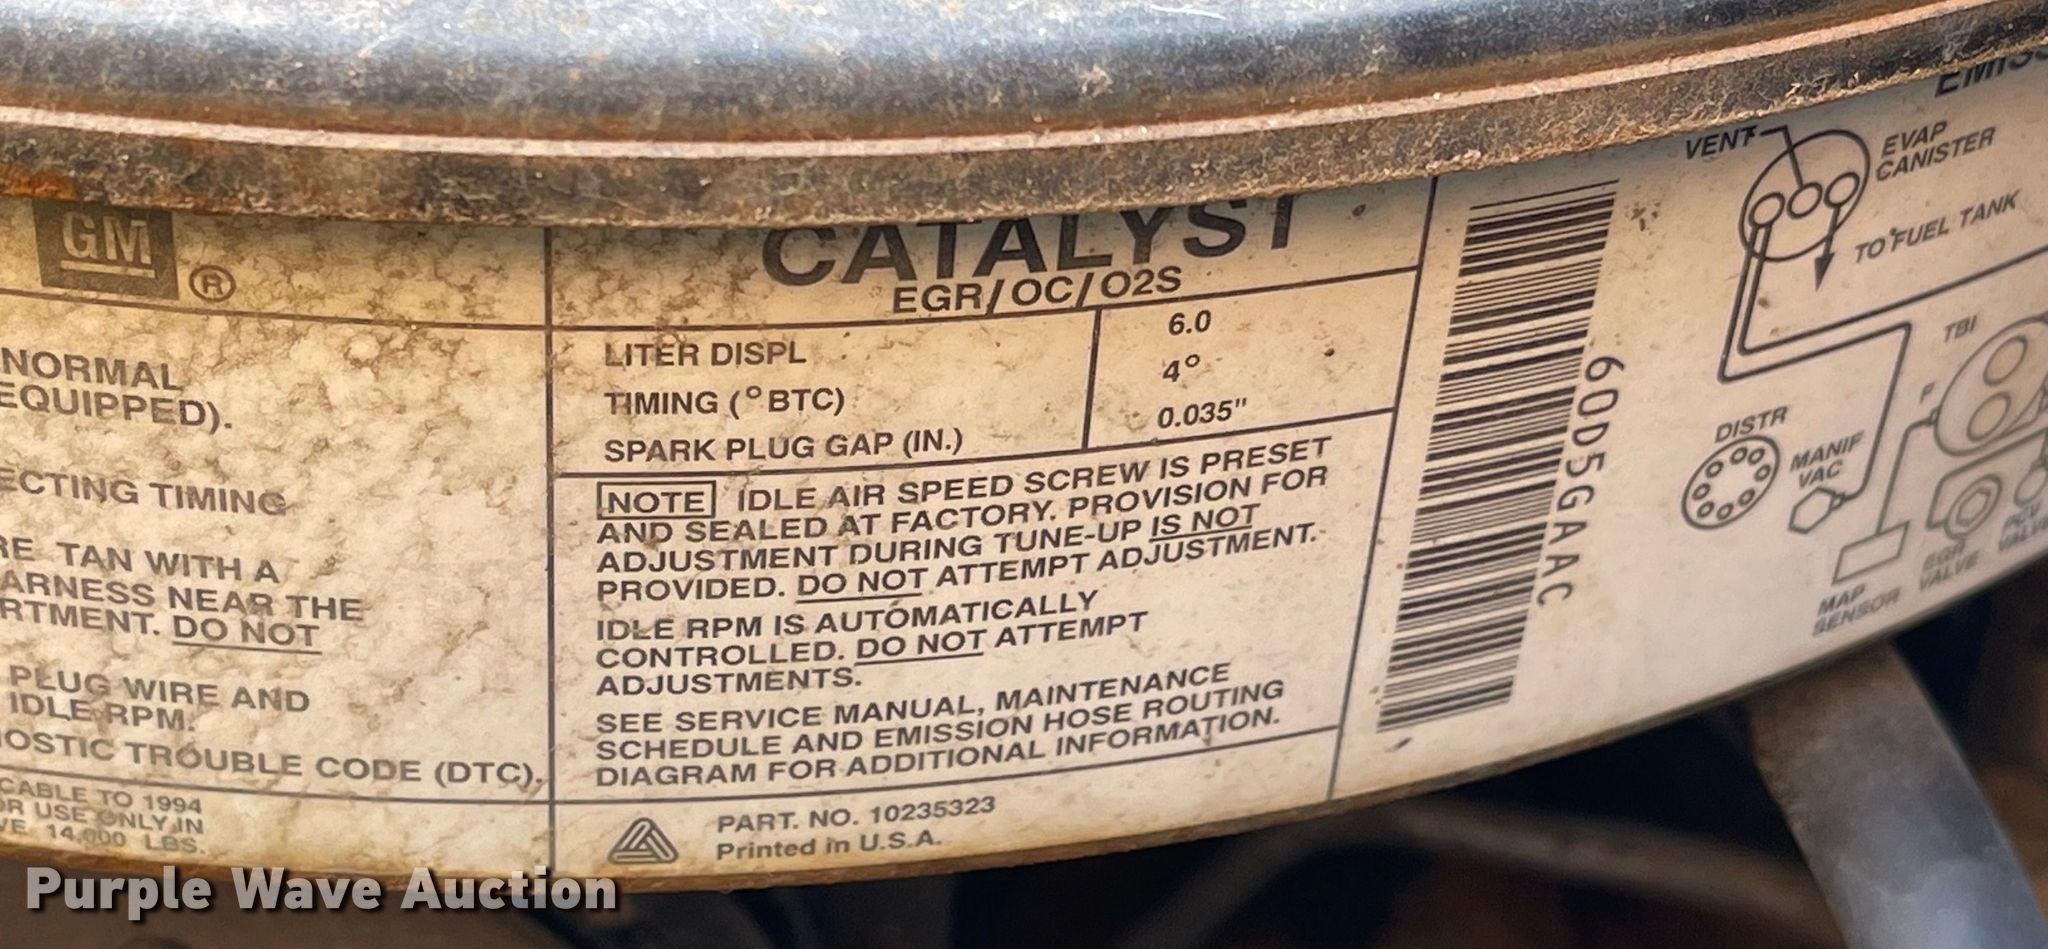 GM
®
NORMAL
EQUIPPED).
ECTING TIMING
RE TAN WITH A
ARNESS NEAR THE
RTMENT. DO NOT
PLUG WIRE AND
IDLE RPM.
OSTIC TROUBLE CODE (DTC).
CABLE TO 1994
OR USE ONLY IN
VE 14,000 LBS.
CATALYST
EGR/OC/O2S
LITER DISPL 6.0
TIMING (°BTC) 4°
SPARK PLUG GAP (IN.) 0.035"
NOTE IDLE AIR SPEED SCREW IS PRESET
AND SEALED AT FACTORY. PROVISION FOR
ADJUSTMENT DURING TUNE-UP IS NOT
PROVIDED. DO NOT ATTEMPT ADJUSTMENT.
IDLE RPM IS AUTOMATICALLY
CONTROLLED. DO NOT ATTEMPT
ADJUSTMENTS.
SEE SERVICE MANUAL, MAINTENANCE
SCHEDULE AND EMISSION HOSE ROUTING
DIAGRAM FOR ADDITIONAL INFORMATION.
PART. NO. 10235323
Printed in U.S.A.
60D5GAAC
EMISS
VENT
EVAP
CANISTER
TO FUEL TANK
TBI
F
DISTR
MANIF
VAC
MAP
SENSOR
EGR
VALVE
PCV
VALVE
Purple Wave Auction